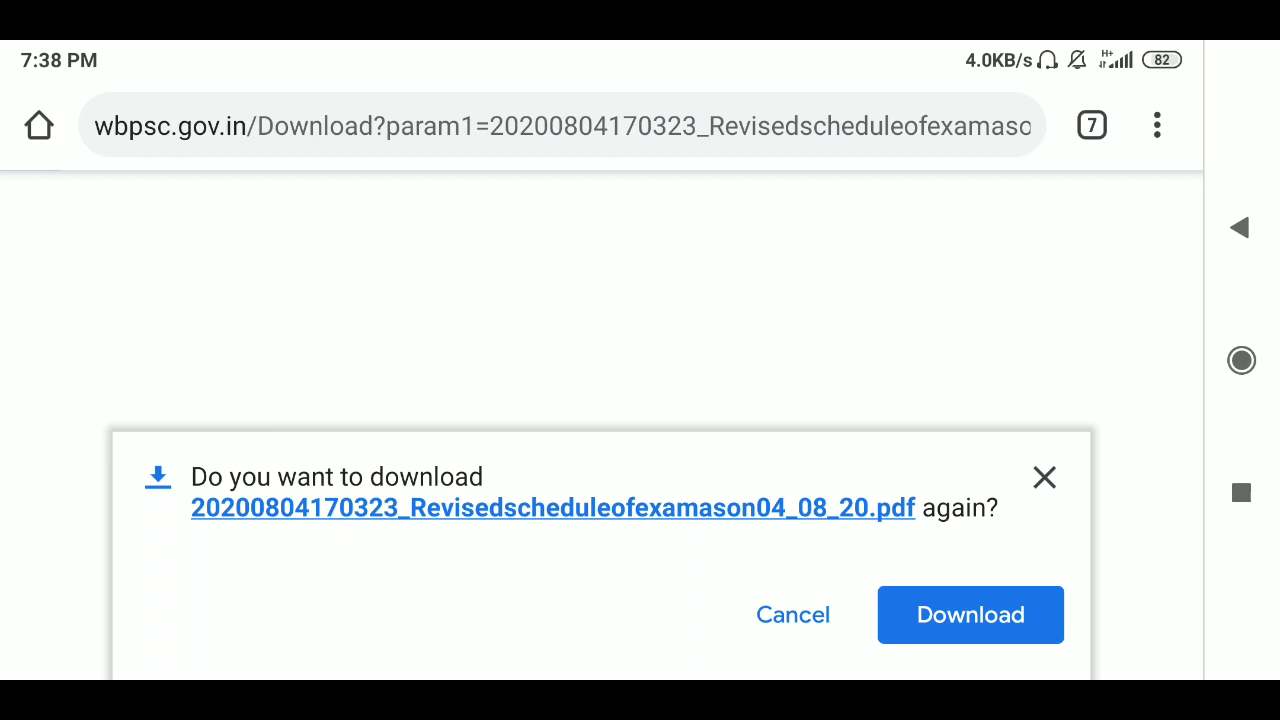 7:38 PM
4.0KB/s H+ 82
wbpsc.gov.in/Download?param1=20200804170323_Revisedscheduleofexamaso
7
Do you want to download
20200804170323_Revisedscheduleofexamason04_08_20.pdf again?
Cancel Download